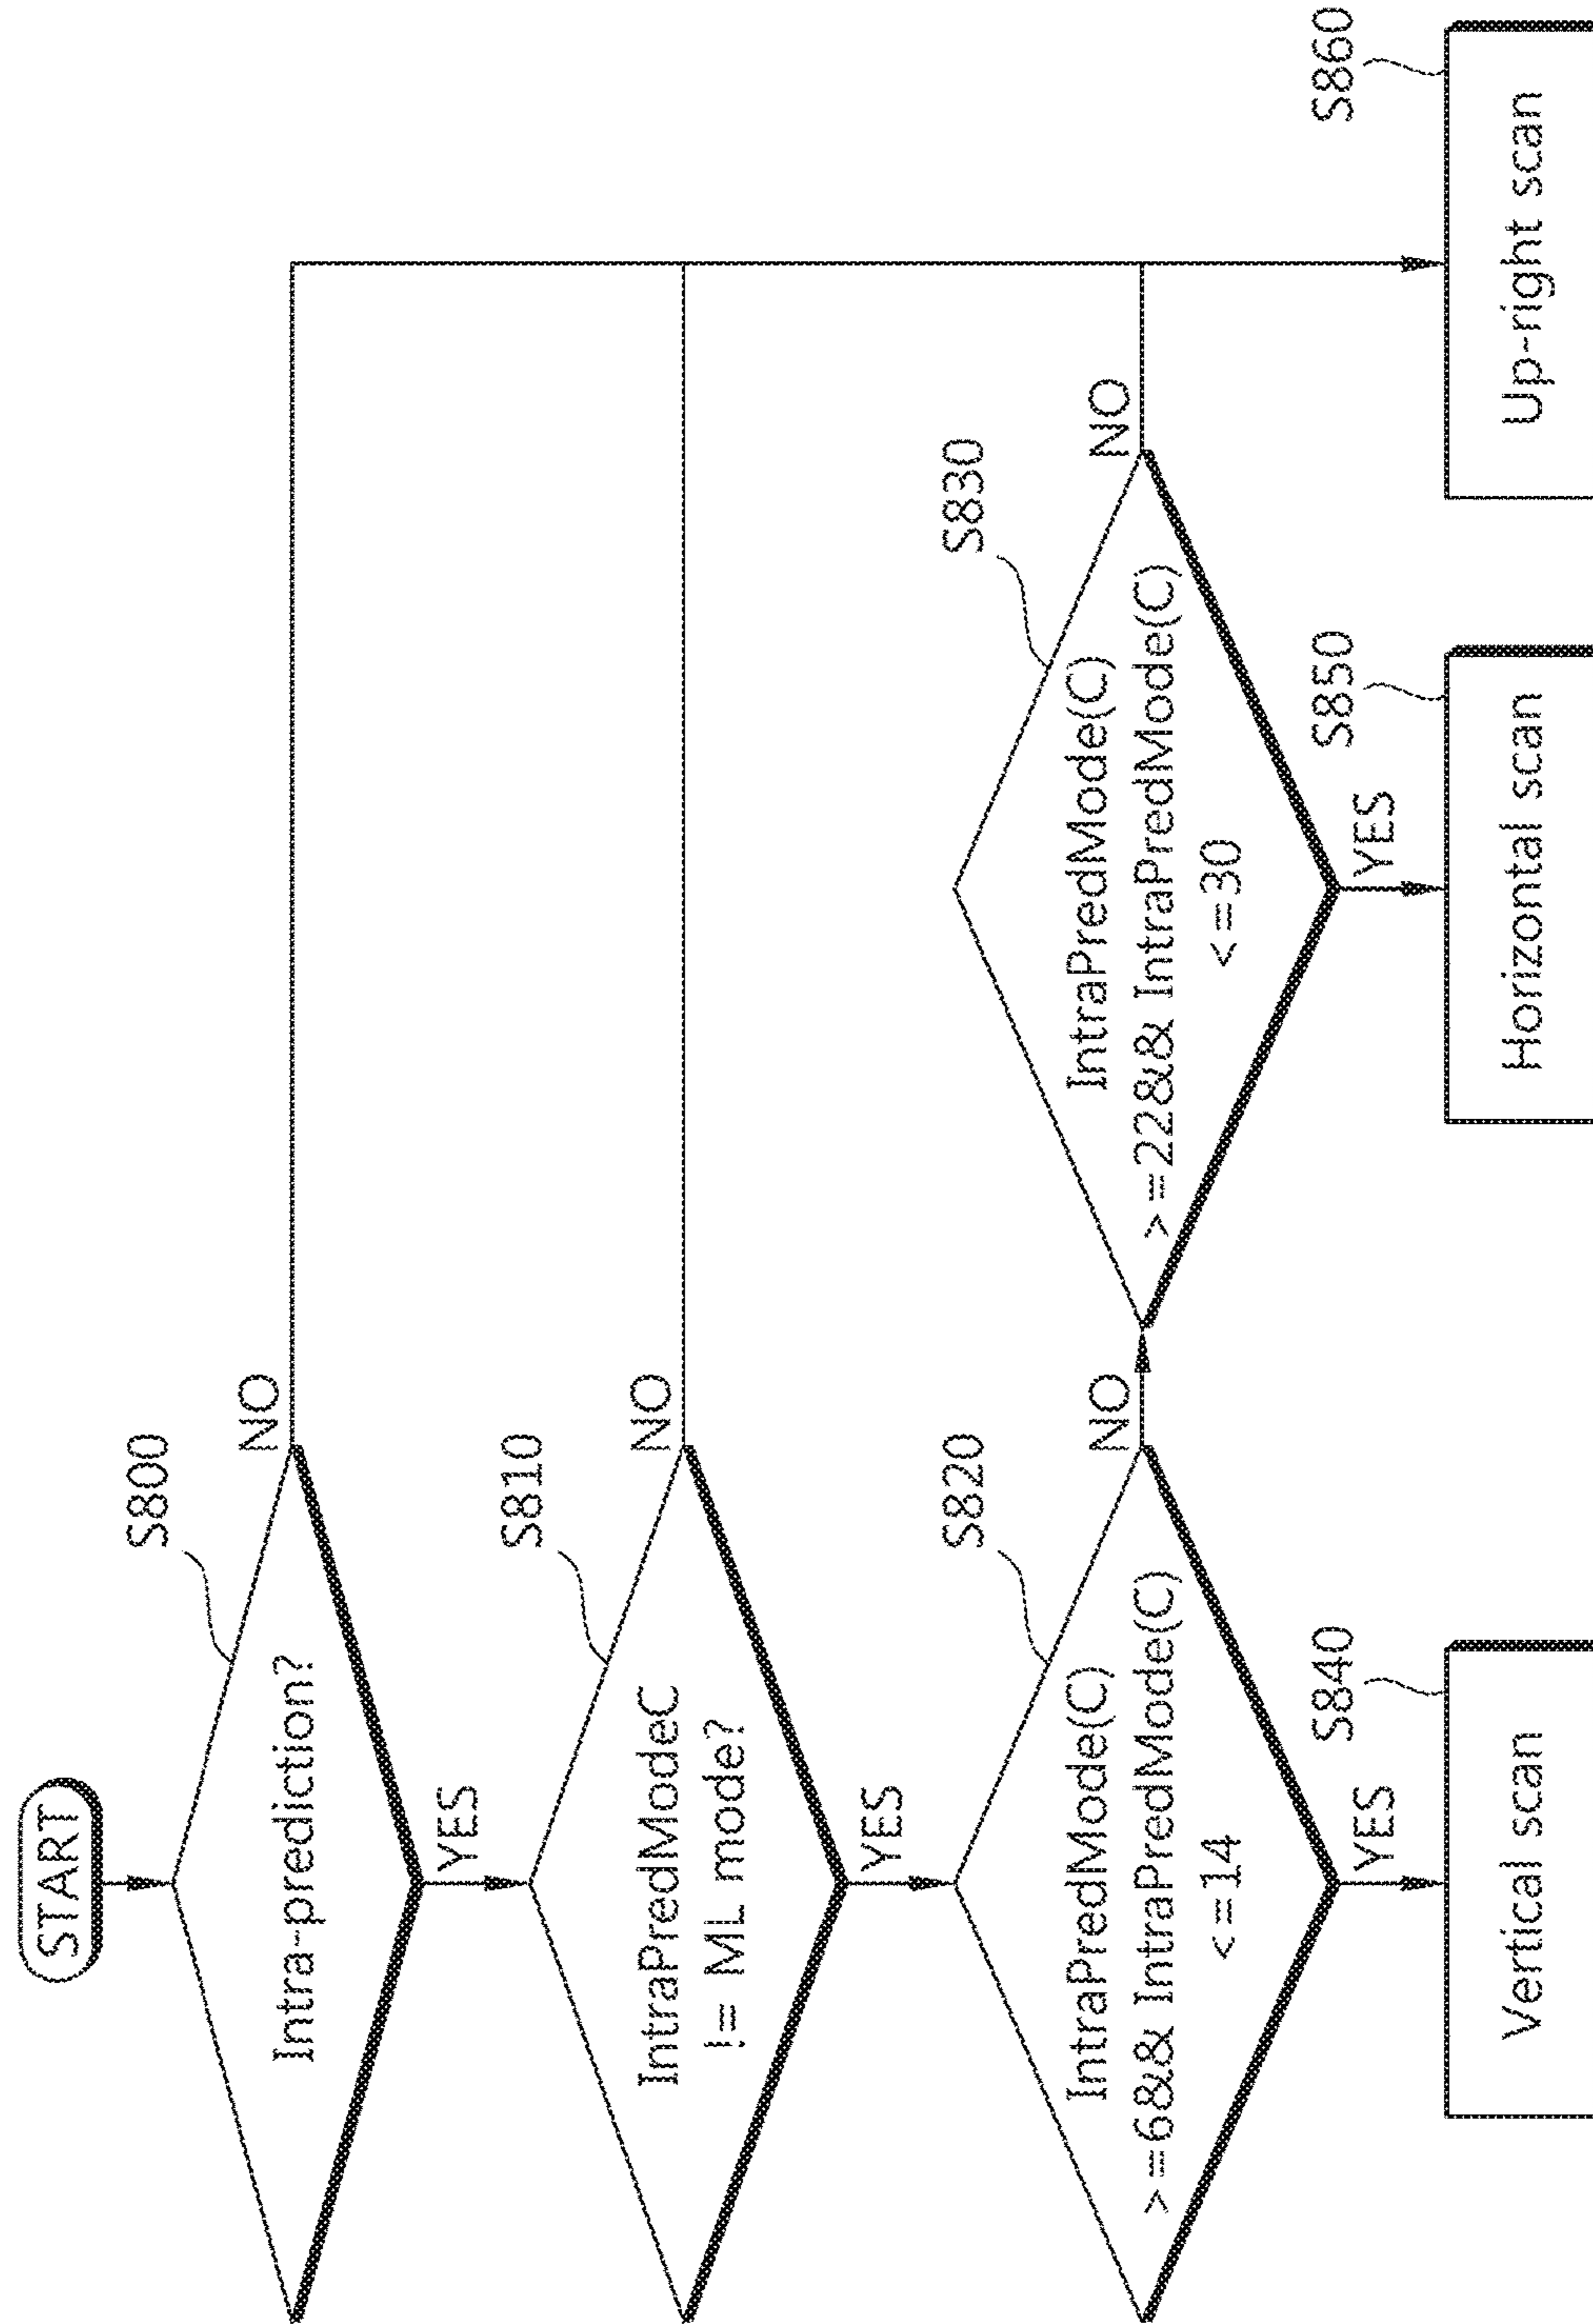 START
S800
Intra-prediction?
NO
YES
S810
IntraPredModeC
!= ML mode?
NO
YES
S820
IntraPredMode(C)
>=6&& IntraPredMode(C)
<=14
NO
YES
S830
IntraPredMode(C)
>=22&& IntraPredMode(C)
<=30
NO
YES
S840
Vertical scan
S850
Horizontal scan
S860
Up-right scan